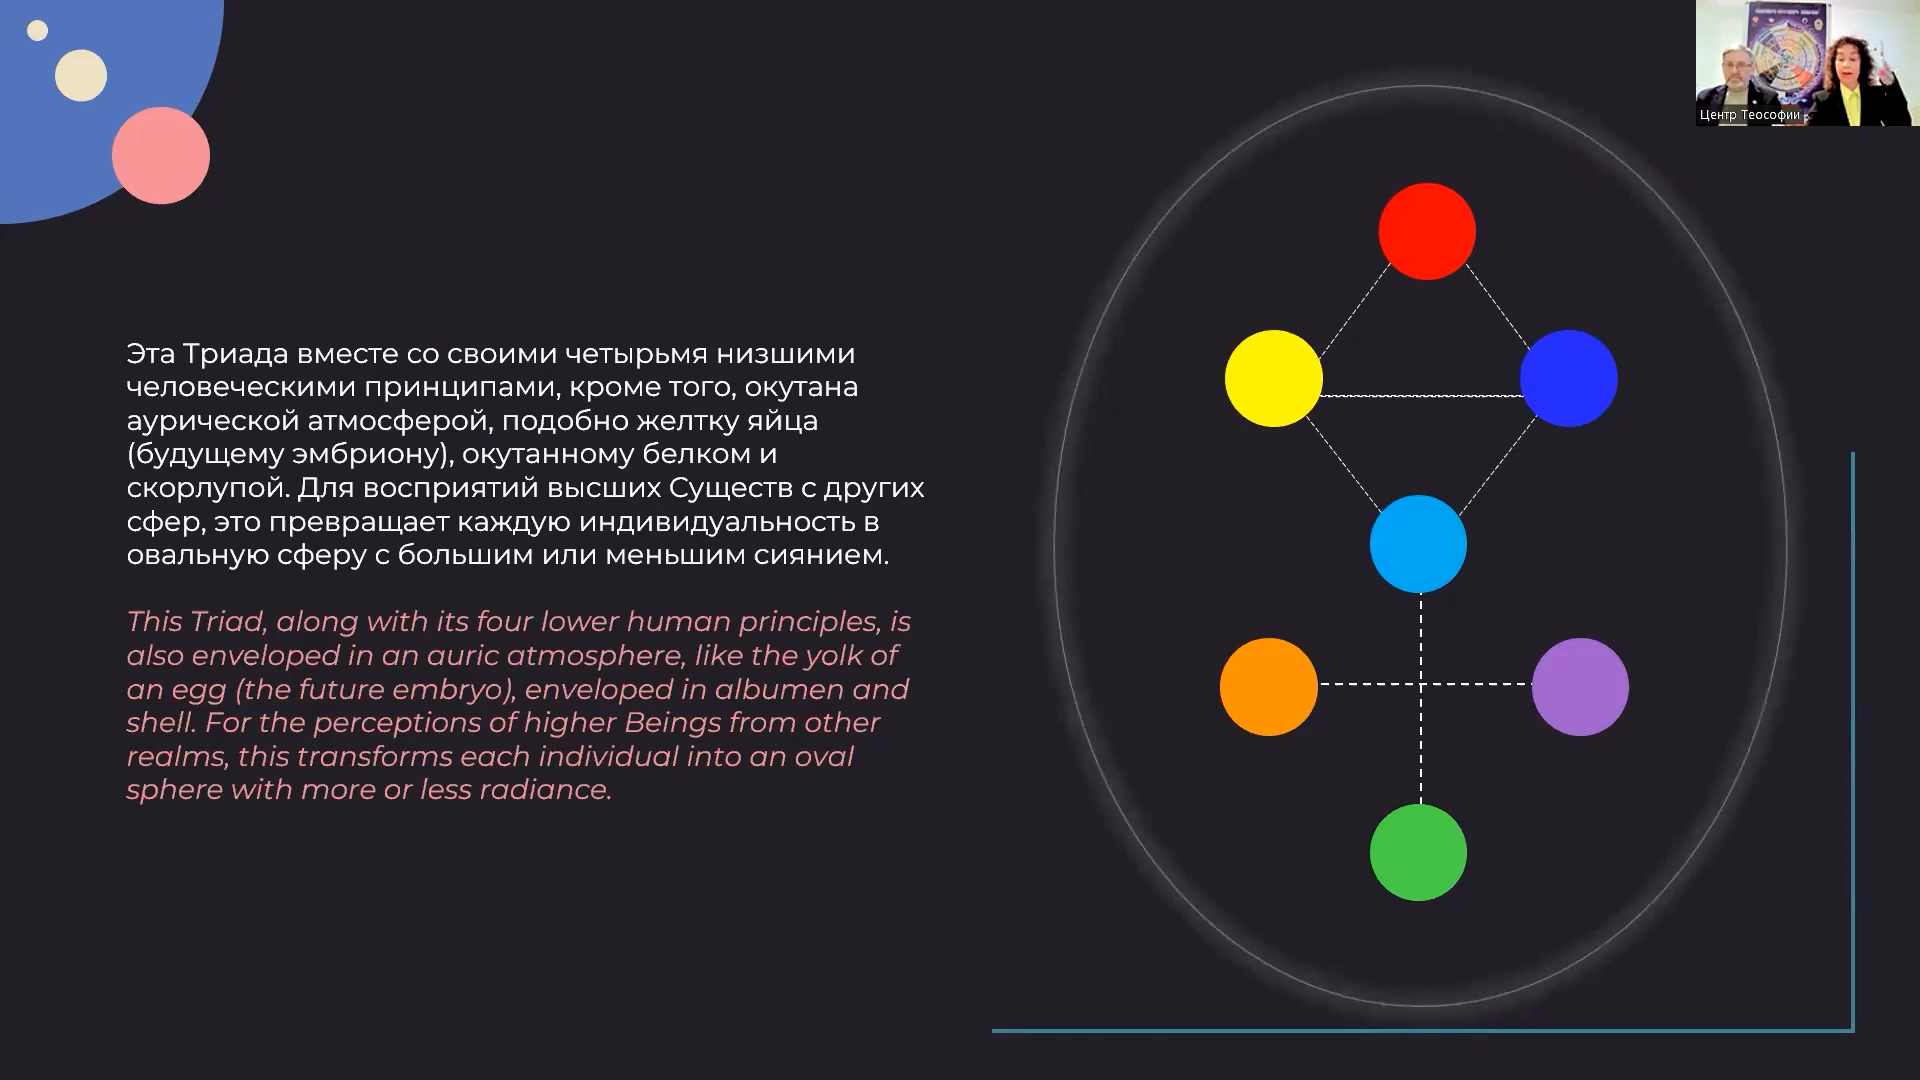 Центр Теософии
Эта Триада вместе со своими четырьмя низшими
человеческими принципами, кроме того, окутана
аурической атмосферой, подобно желтку яйца
(будущему эмбриону), окутанному белком и
скорлупой. Для восприятий высших Существ с других
сфер, это превращает каждую индивидуальность в
овальную сферу с большим или меньшим сиянием.
This Triad, along with its four lower human principles, is
also enveloped in an auric atmosphere, like the yolk of
an egg (the future embryo), enveloped in albumen and
shell. For the perceptions of higher Beings from other
realms, this transforms each individual into an oval
sphere with more or less radiance.